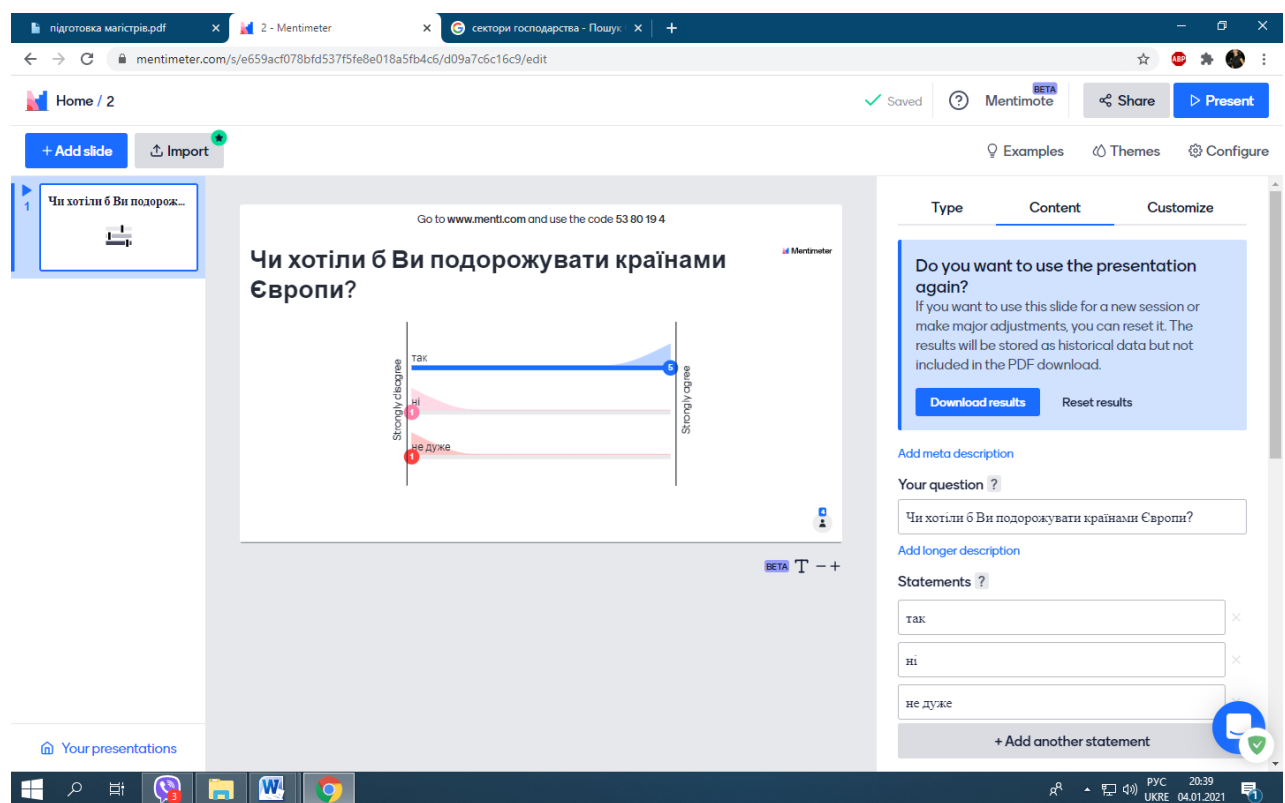 підготовка магістрів.pdf
2 - Mentimeter
сектори господарства - Пошук
mentimeter.com/s/e659acf078bfd537f5fe8e018a5fb4c6/d09a7c6c16c9/edit
ABP
Home / 2
Saved
BETA
Mentimote
Share
Present
+ Add slide
Import
Examples
Themes
Configure
1
Чи хотіли б Ви подорож...
Go to www.menti.com and use the code 53 80 19 4
Чи хотіли б Ви подорожувати країнами
Європи?
Mentimeter
Strongly disagree
так
5
ні
1
не дуже
1
Strongly agree
4
BETA T − +
Type
Content
Customize
Do you want to use the presentation
again?
If you want to use this slide for a new session or
make major adjustments, you can reset it. The
results will be stored as historical data but not
included in the PDF download.
Download results
Reset results
Add meta description
Your question ?
Чи хотіли б Ви подорожувати країнами Європи?
Add longer description
Statements ?
так
ні
не дуже
+ Add another statement
Your presentations
3
W
РУС
UKRE
20:39
04.01.2021
1